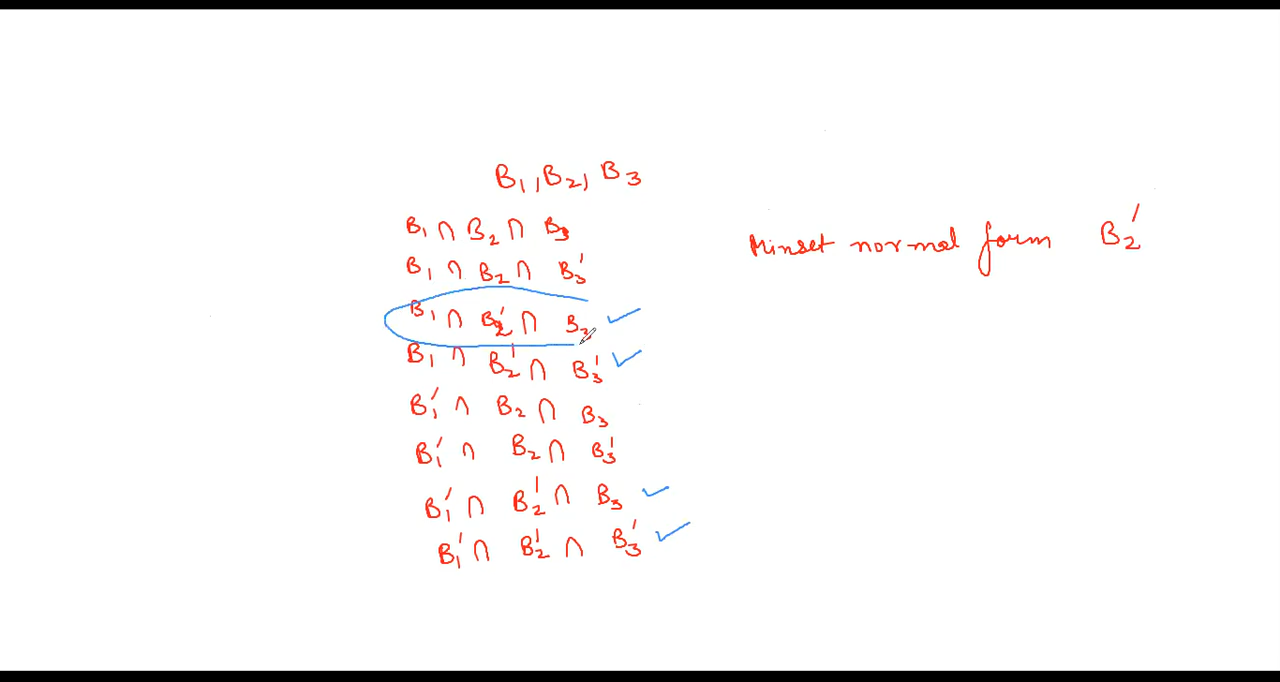 B₁, B₂, B₃
B₁ ∩ B₂ ∩ B₃
B₁ ∩ B₂ ∩ B₃'
B₁ ∩ B₂' ∩ B₃ ✓
B₁ ∩ B₂' ∩ B₃' ✓
B₁' ∩ B₂ ∩ B₃
B₁' ∩ B₂ ∩ B₃'
B₁' ∩ B₂' ∩ B₃ ✓
B₁' ∩ B₂' ∩ B₃' ✓
Minset normal form B₂'